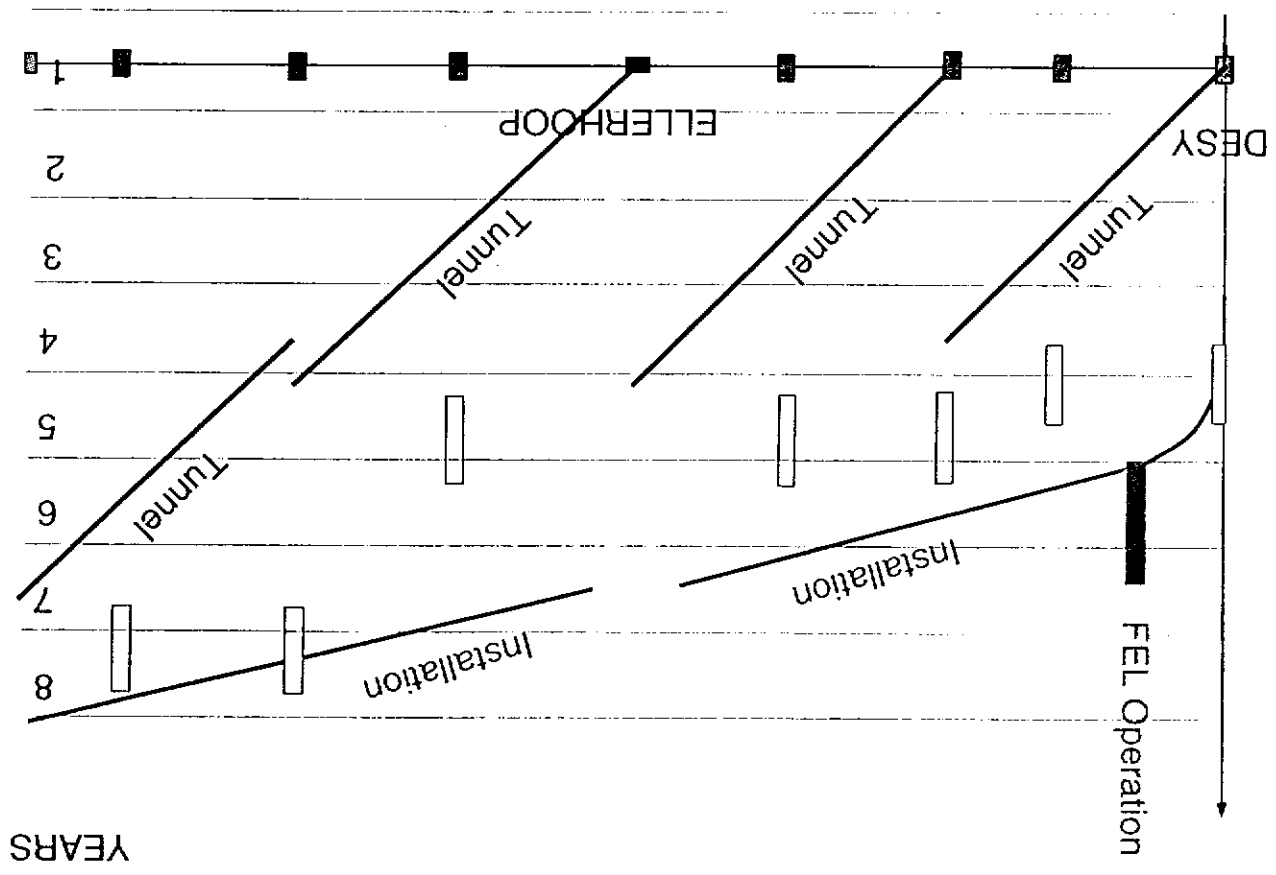 YEARS
FEL Operation
8
Installation
7
Installation
6
Tunnel
5
4
3
Tunnel
Tunnel
Tunnel
2
DESY
ELLERHOOP
1